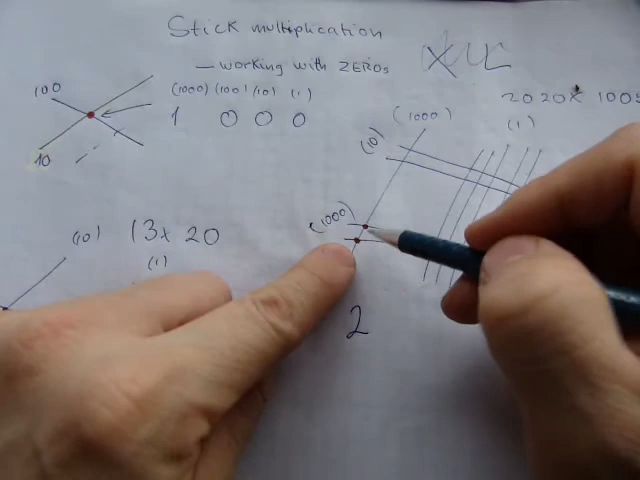 Stick multiplication
— working with ZEROs
100
(1000) (100) (10) (1)
1 0 0 0
10
2020 x 1005
(1000)
(1)
(10)
(1000)
(10) 13 x 20
(1)
2